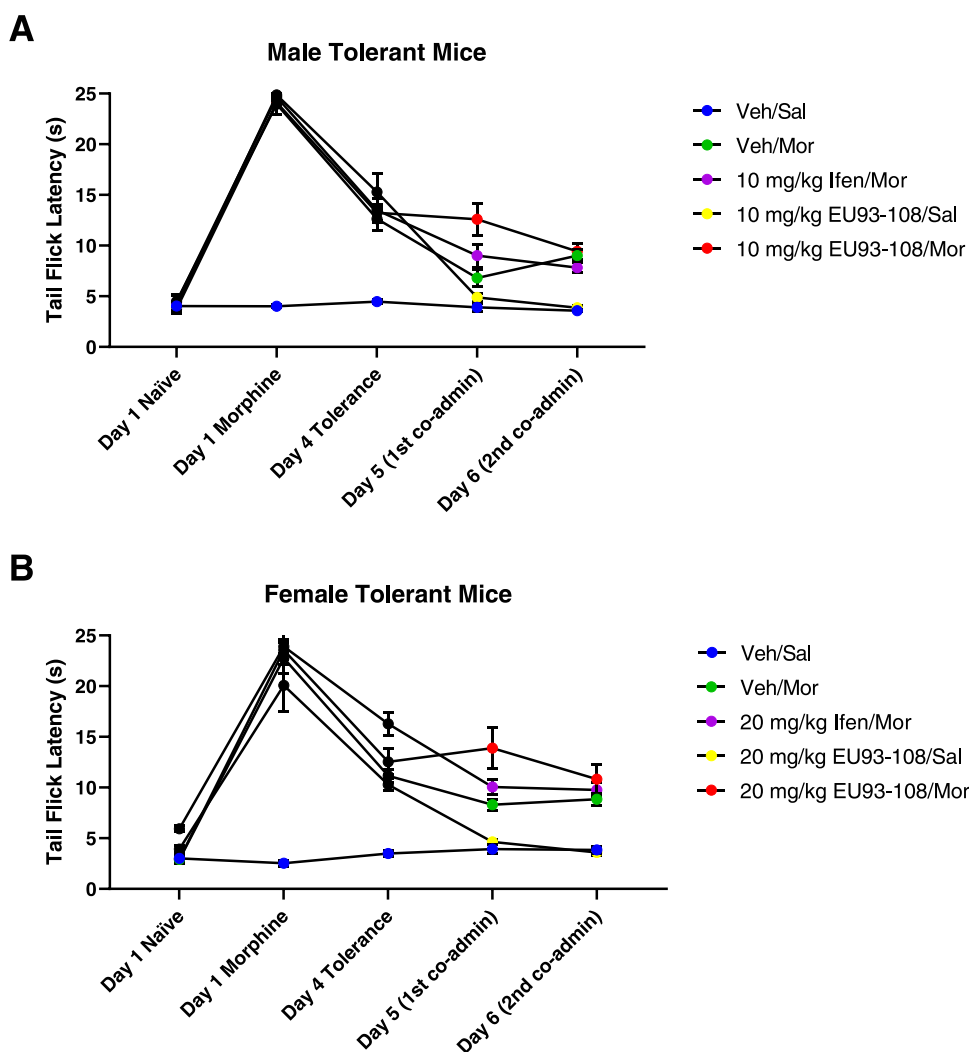 A
Male Tolerant Mice
Tail Flick Latency (s)
25
20
15
10
5
0
Day 1 Naïve
Day 1 Morphine
Day 4 Tolerance
Day 5 (1st co-admin)
Day 6 (2nd co-admin)
Veh/Sal
Veh/Mor
10 mg/kg Ifen/Mor
10 mg/kg EU93-108/Sal
10 mg/kg EU93-108/Mor
B
Female Tolerant Mice
Tail Flick Latency (s)
25
20
15
10
5
0
Day 1 Naïve
Day 1 Morphine
Day 4 Tolerance
Day 5 (1st co-admin)
Day 6 (2nd co-admin)
Veh/Sal
Veh/Mor
20 mg/kg Ifen/Mor
20 mg/kg EU93-108/Sal
20 mg/kg EU93-108/Mor